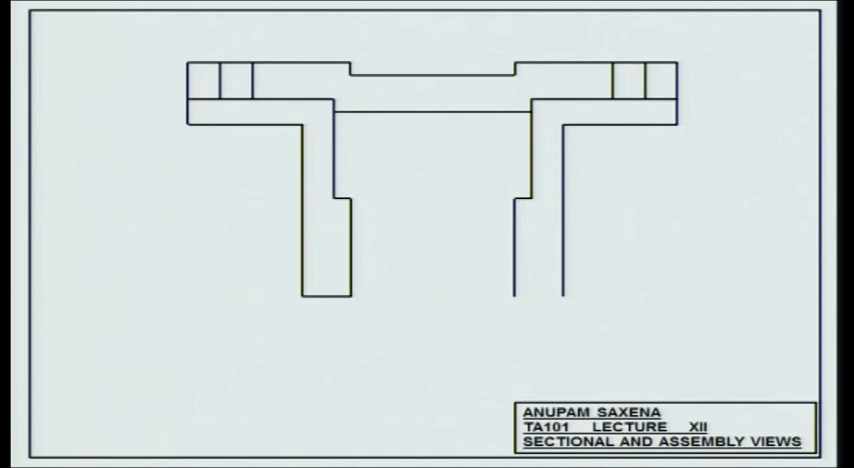 ANUPAM SAXENA
TA101 LECTURE XII
SECTIONAL AND ASSEMBLY VIEWS